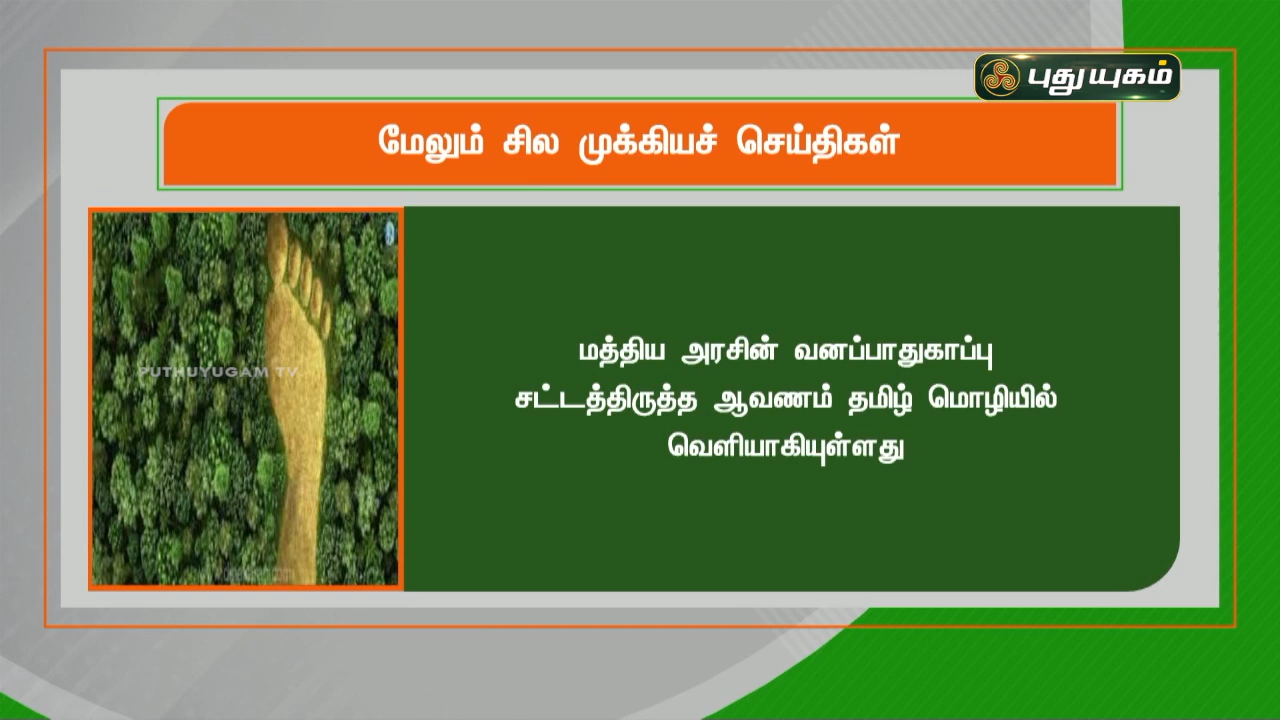 புதுயுகம்
மேலும் சில முக்கியச் செய்திகள்
மத்திய அரசின் வனப்பாதுகாப்பு
சட்டத்திருத்த ஆவணம் தமிழ் மொழியில்
வெளியாகியுள்ளது
PUTHUYUGAM TV